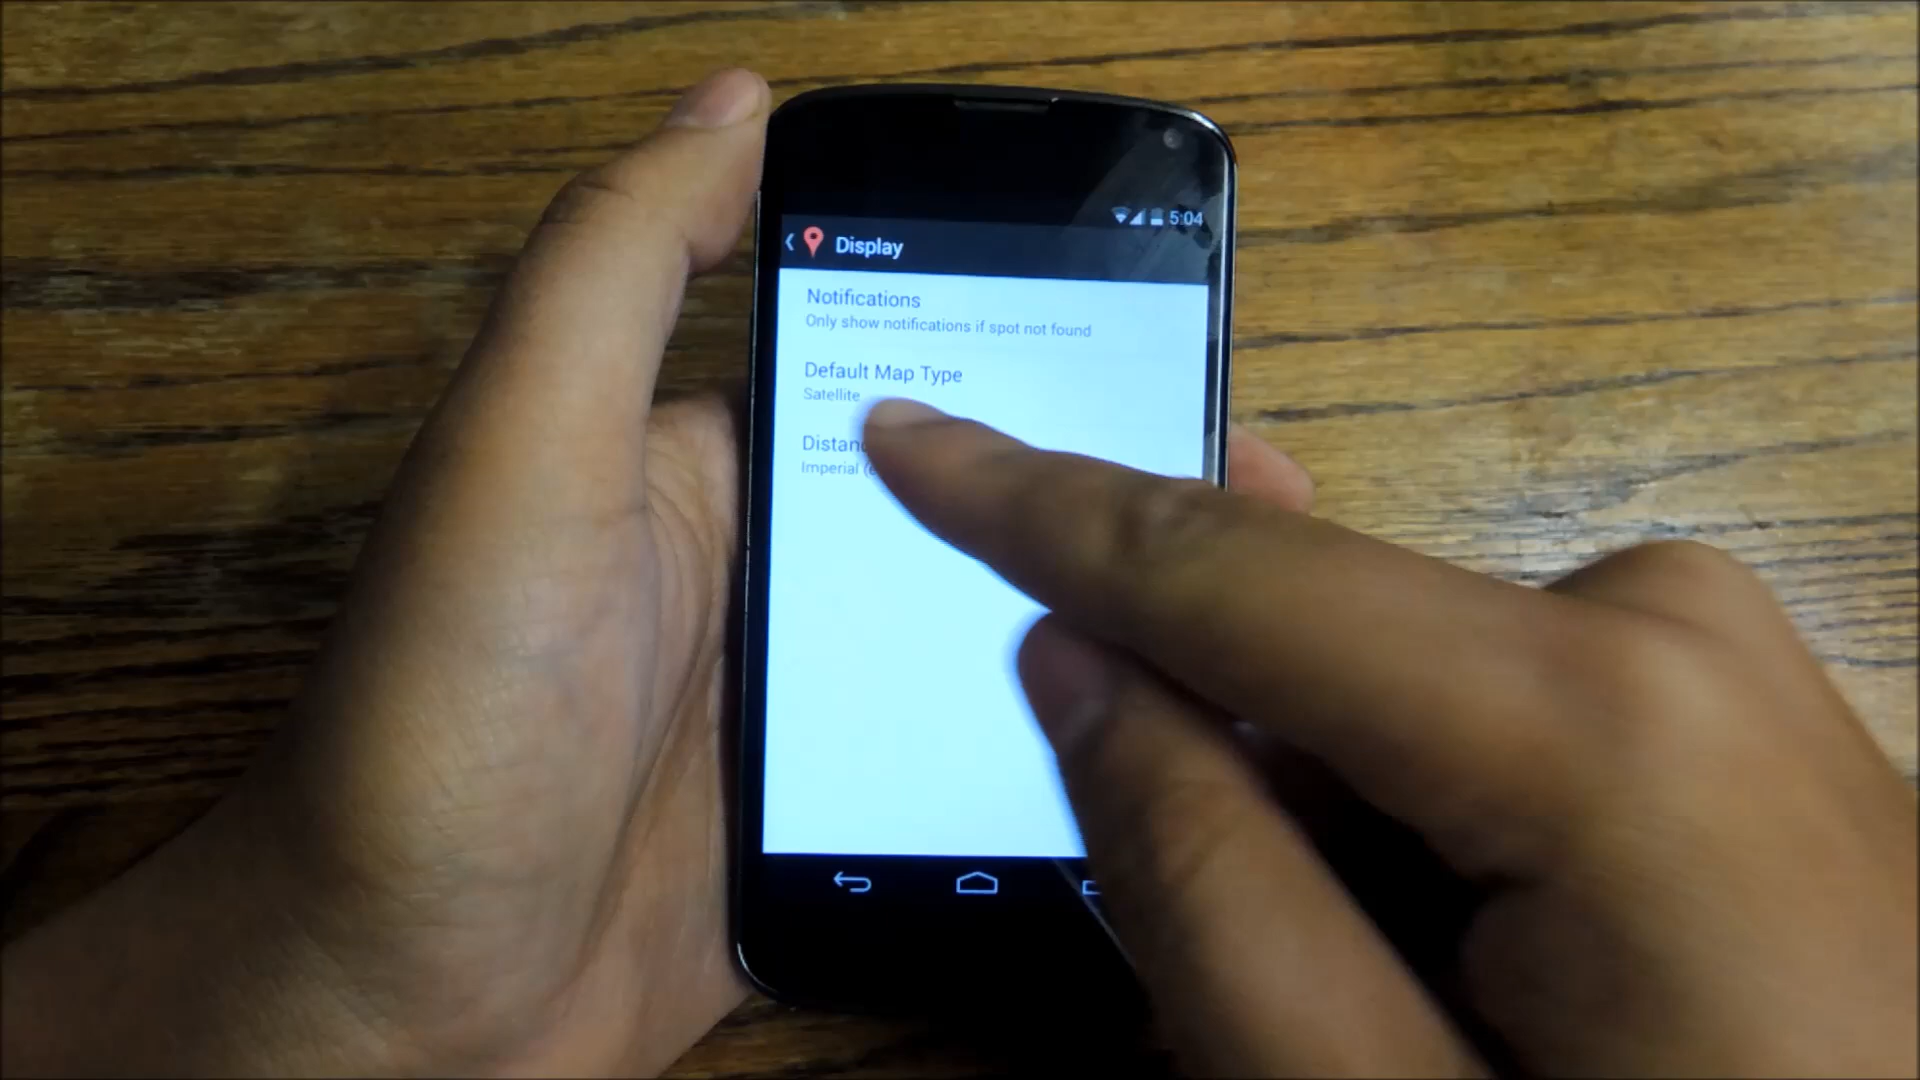 5:04
Display
Notifications
Only show notifications if spot not found
Default Map Type
Satellite
Imperial